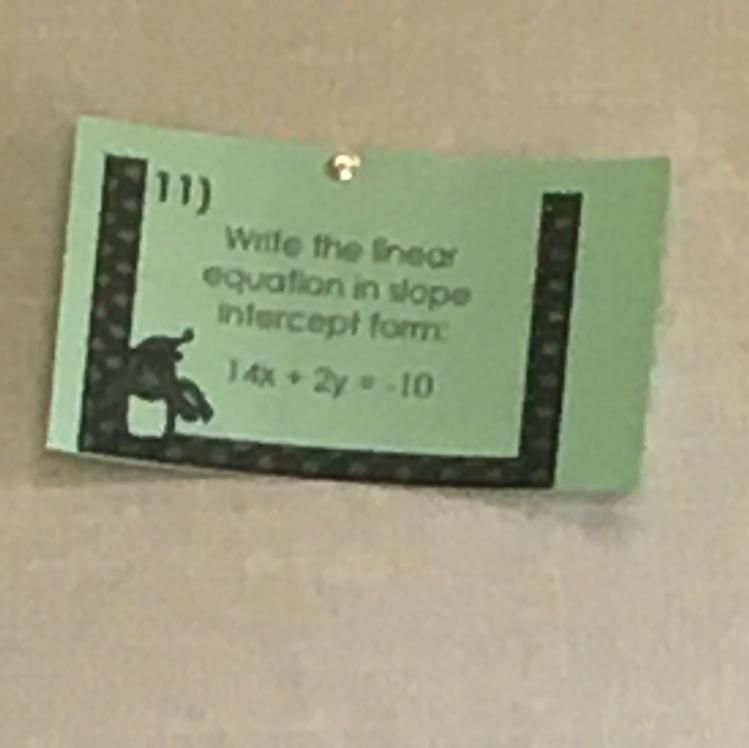 11)
Write the linear
equation in slope
intercept form:
14x + 2y = -10